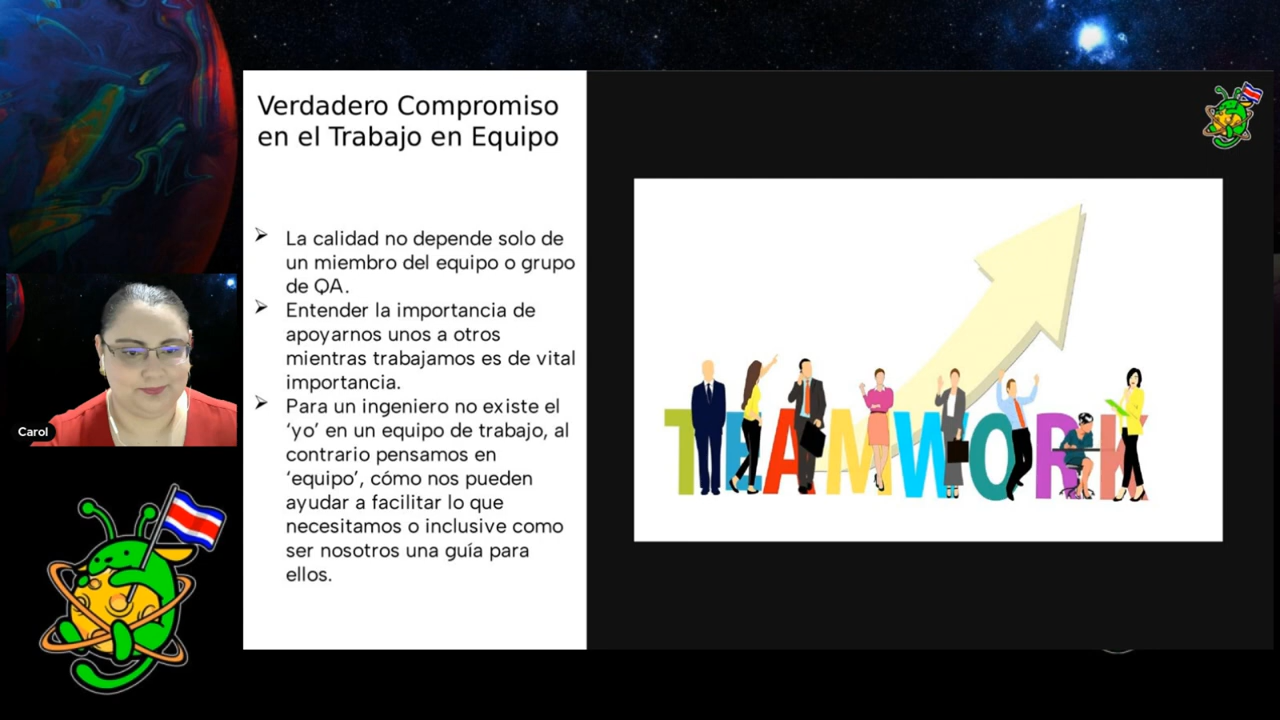 Verdadero Compromiso
en el Trabajo en Equipo
La calidad no depende solo de
un miembro del equipo o grupo
de QA.
Entender la importancia de
apoyarnos unos a otros
mientras trabajamos es de vital
importancia.
Para un ingeniero no existe el
‘yo’ en un equipo de trabajo, al
contrario pensamos en
‘equipo’, cómo nos pueden
ayudar a facilitar lo que
necesitamos o inclusive como
ser nosotros una guía para
ellos.
TEAMWORK
Carol